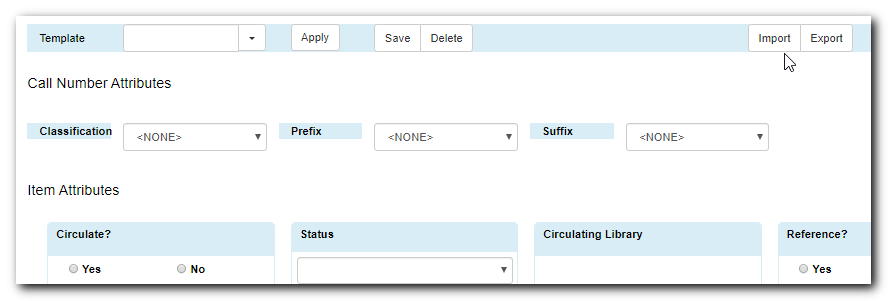 Template Apply Save Delete Import Export
Call Number Attributes
Classification <NONE> Prefix <NONE> Suffix <NONE>
Item Attributes
Circulate? Status Circulating Library Reference?
Yes No Yes